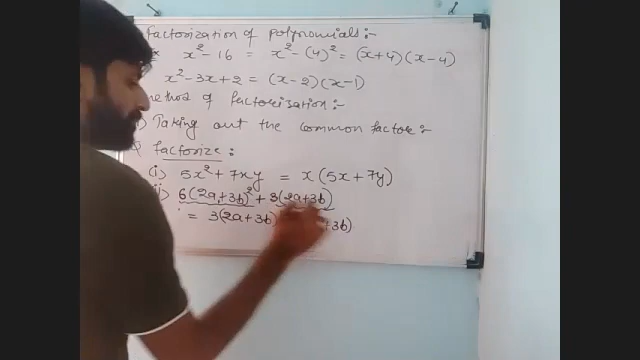 factorization of polynomials:-
x² - 16 = x² - (4)² = (x+4)(x-4)
x² - 3x + 2 = (x-2)(x-1)
method of factorisation:-
) Taking out the common factor:-
factorize:
(i) 5x² + 7xy = x(5x + 7y)
i) 6(2a+3b)² + 3(2a+3b)
= 3(2a+3b) +3b)